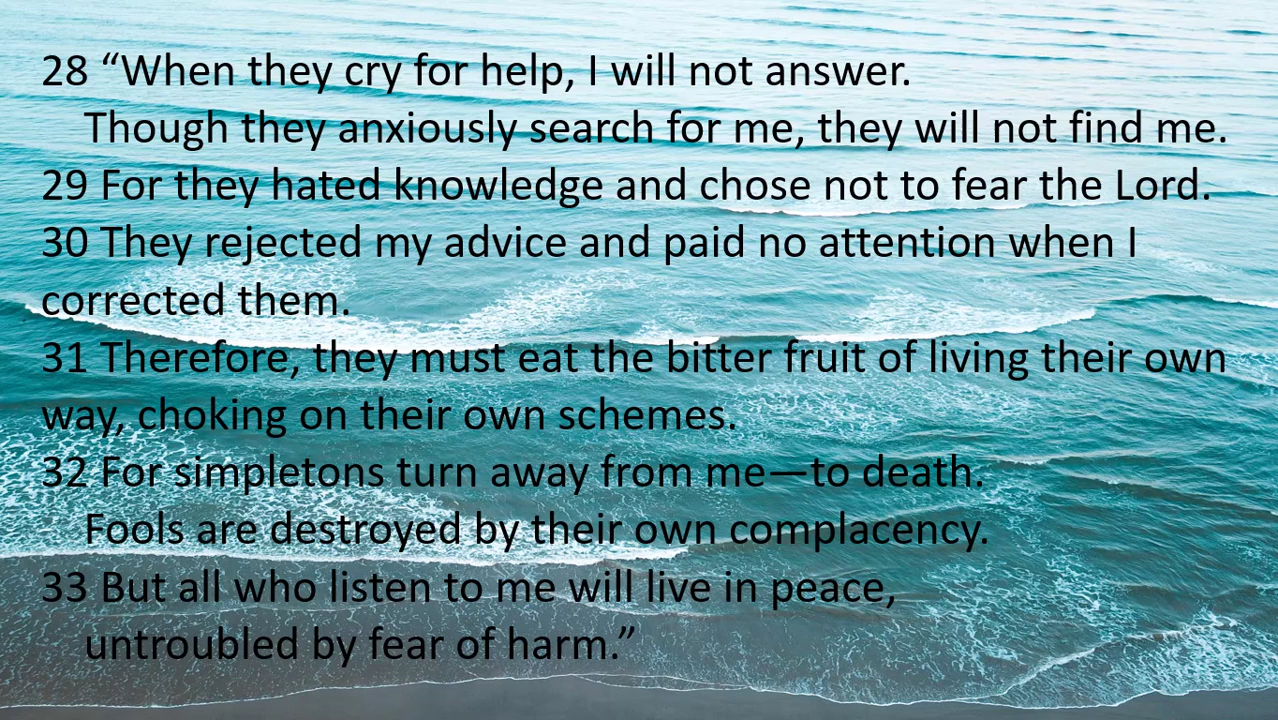 28 “When they cry for help, I will not answer.
Though they anxiously search for me, they will not find me.
29 For they hated knowledge and chose not to fear the Lord.
30 They rejected my advice and paid no attention when I
corrected them.
31 Therefore, they must eat the bitter fruit of living their own
way, choking on their own schemes.
32 For simpletons turn away from me—to death.
Fools are destroyed by their own complacency.
33 But all who listen to me will live in peace,
untroubled by fear of harm.”